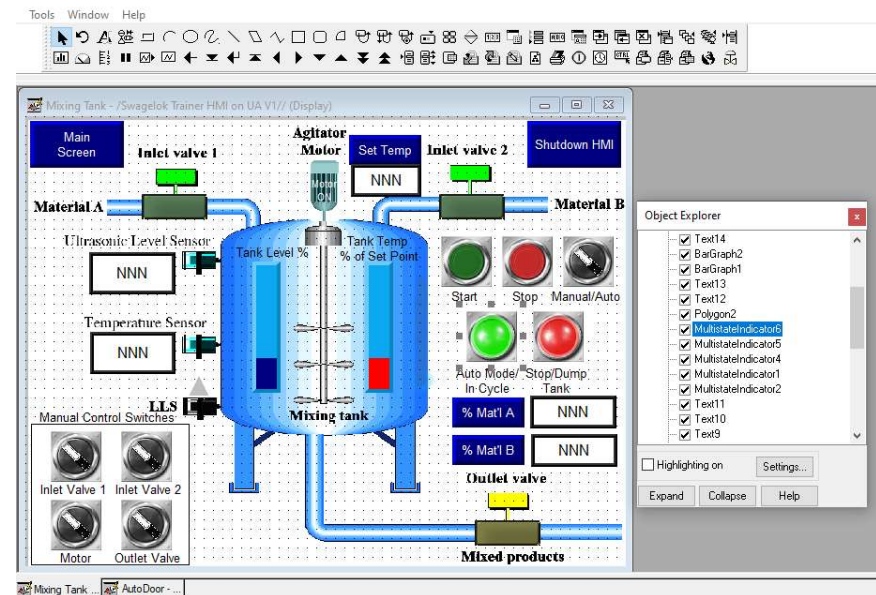 Tools Window Help
Mixing Tank - /Swagelok Trainer HMI on UA V1// (Display)
Main
Screen
Inlet valve 1
Agitator
Motor
Set Temp
Inlet valve 2
Shutdown HMI
NNN
Motor
ON
Material A
Material B
Ultrasonic Level Sensor
Tank Level %
Tank Temp
% of Set Point
NNN
Start
Stop
Manual/Auto
Temperature Sensor
NNN
Auto Mode/
In Cycle
Stop/Dump
Tank
LLS
Manual Control Switches
Mixing tank
% Mat'l A
NNN
% Mat'l B
NNN
Inlet Valve 1
Inlet Valve 2
Outlet valve
Motor
Outlet Valve
Mixed products
Object Explorer
x
Text14
BarGraph2
BarGraph1
Text13
Text12
Polygon2
MultistateIndicator6
MultistateIndicator5
MultistateIndicator4
MultistateIndicator1
MultistateIndicator2
Text11
Text10
Text9
Highlighting on
Settings...
Expand
Collapse
Help
Mixing Tank ...
AutoDoor - ...